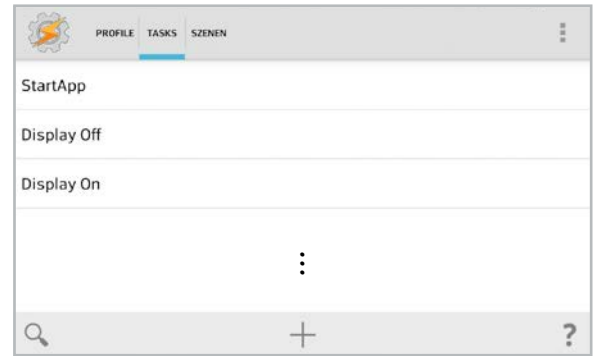 PROFILE TASKS SZENEN
StartApp
Display Off
Display On
?